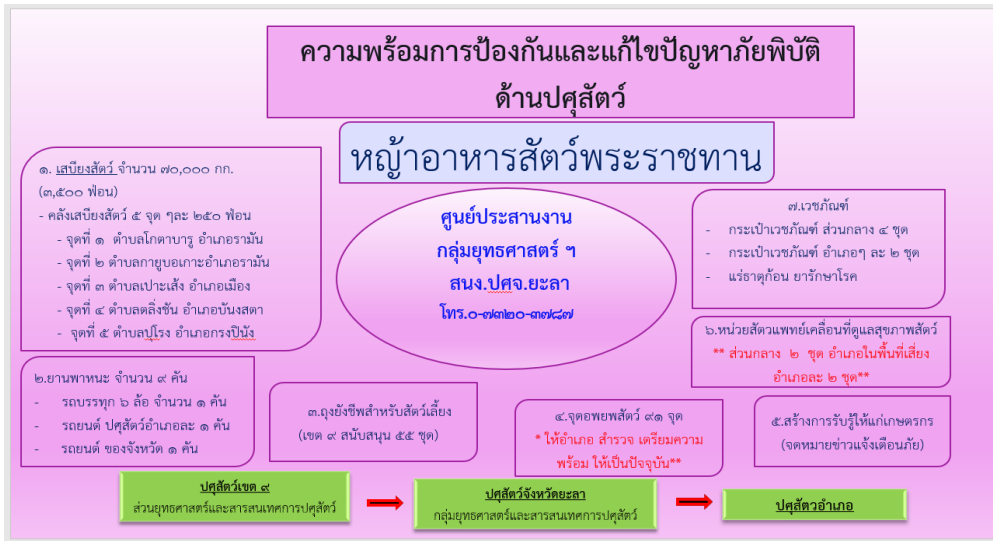 ความพร้อมการป้องกันและแก้ไขปัญหาภัยพิบัติ
ด้านปศุสัตว์
หญ้าอาหารสัตว์พระราชทาน
๑. เสบียงสัตว์ จำนวน ๗๐,๐๐๐ กก.
(๓,๕๐๐ ฟ่อน)
- คลังเสบียงสัตว์ ๕ จุด ๆละ ๒๕๐ ฟ่อน
- จุดที่ ๑ ตำบลโกตาบารู อำเภอรามัน
- จุดที่ ๒ ตำบลกายูบอเกาะอำเภอรามัน
- จุดที่ ๓ ตำบลเปาะเส้ง อำเภอเมือง
- จุดที่ ๔ ตำบลตลิ่งชัน อำเภอบันงสตา
- จุดที่ ๕ ตำบลปุโรง อำเภอกรงปินัง
ศูนย์ประสานงาน
กลุ่มยุทธศาสตร์ ฯ
สนง.ปศจ.ยะลา
โทร.๐-๗๓๒๐-๓๗๘๗
๗.เวชภัณฑ์
- กระเป๋าเวชภัณฑ์ ส่วนกลาง ๔ ชุด
- กระเป๋าเวชภัณฑ์ อำเภอๆ ละ ๒ ชุด
- แร่ธาตุก้อน ยารักษาโรค
๖.หน่วยสัตวแพทย์เคลื่อนที่ดูแลสุขภาพสัตว์
** ส่วนกลาง ๒ ชุด อำเภอในพื้นที่เสี่ยง
อำเภอละ ๒ ชุด**
๒.ยานพาหนะ จำนวน ๙ คัน
- รถบรรทุก ๖ ล้อ จำนวน ๑ คัน
- รถยนต์ ปศุสัตว์อำเภอละ ๑ คัน
- รถยนต์ ของจังหวัด ๑ คัน
๓.ถุงยังชีพสำหรับสัตว์เลี้ยง
(เขต ๙ สนับสนุน ๕๕ ชุด)
๔.จุดอพยพสัตว์ ๙๑ จุด
* ให้อำเภอ สำรวจ เตรียมความ
พร้อม ให้เป็นปัจจุบัน**
๕.สร้างการรับรู้ให้แก่เกษตรกร
(จดหมายข่าวแจ้งเตือนภัย)
ปศุสัตว์เขต ๙
ส่วนยุทธศาสตร์และสารสนเทศการปศุสัตว์
ปศุสัตว์จังหวัดยะลา
กลุ่มยุทธศาสตร์และสารสนเทศการปศุสัตว์
ปศุสัตวอำเภอ